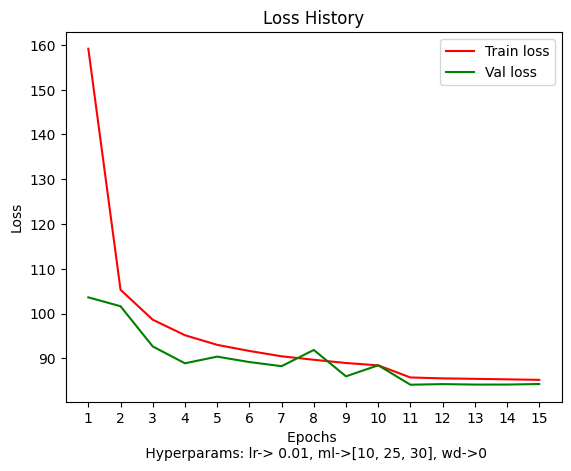 Loss History
Train loss
Val loss
160
150
140
130
120
110
100
90
Loss
1 2 3 4 5 6 7 8 9 10 11 12 13 14 15
Epochs
Hyperparams: lr-> 0.01, ml->[10, 25, 30], wd->0